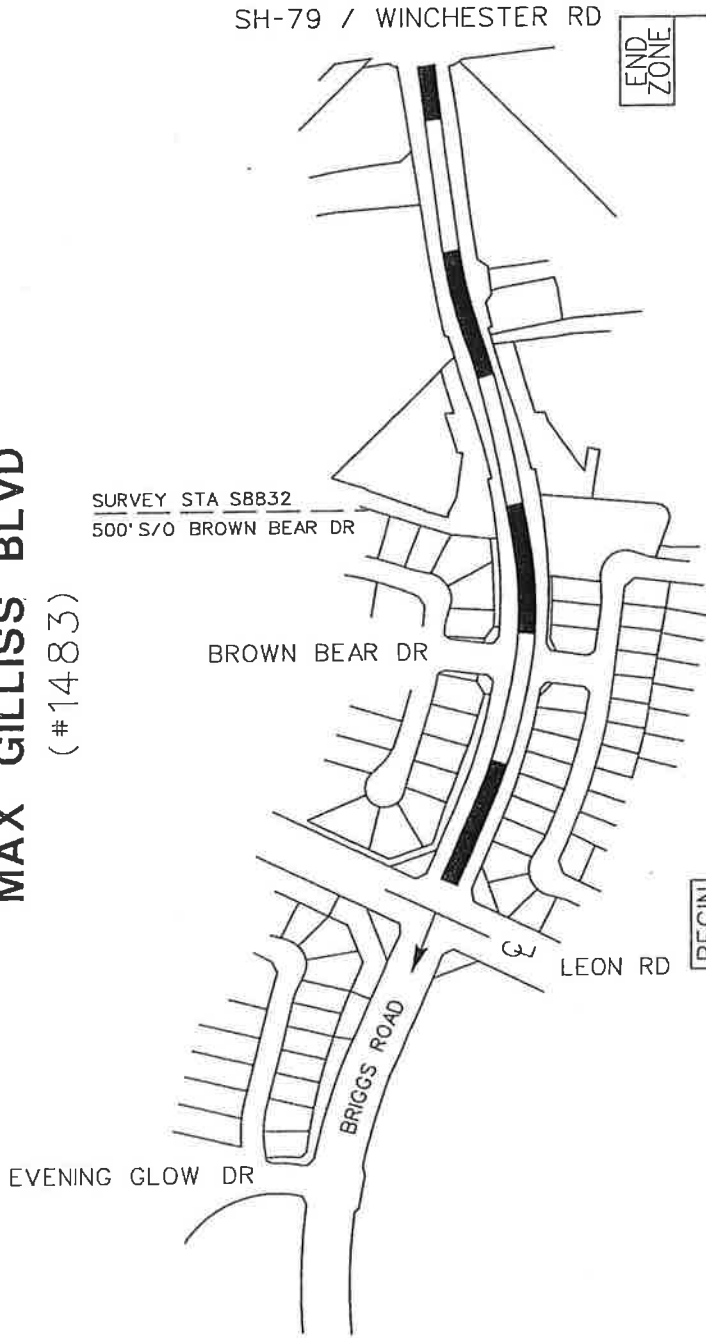 SH-79 / WINCHESTER RD
END
ZONE
MAX GILLISS BLVD
(#1483)
SURVEY STA S8832
500' S/O BROWN BEAR DR
BROWN BEAR DR
LEON RD
BRIGGS ROAD
EVENING GLOW DR